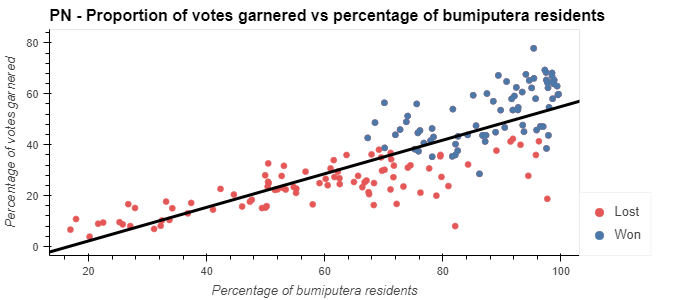 PN - Proportion of votes garnered vs percentage of bumiputera residents
Percentage of votes garnered
80
60
40
20
0
20
40
60
80
100
Percentage of bumiputera residents
Lost
Won